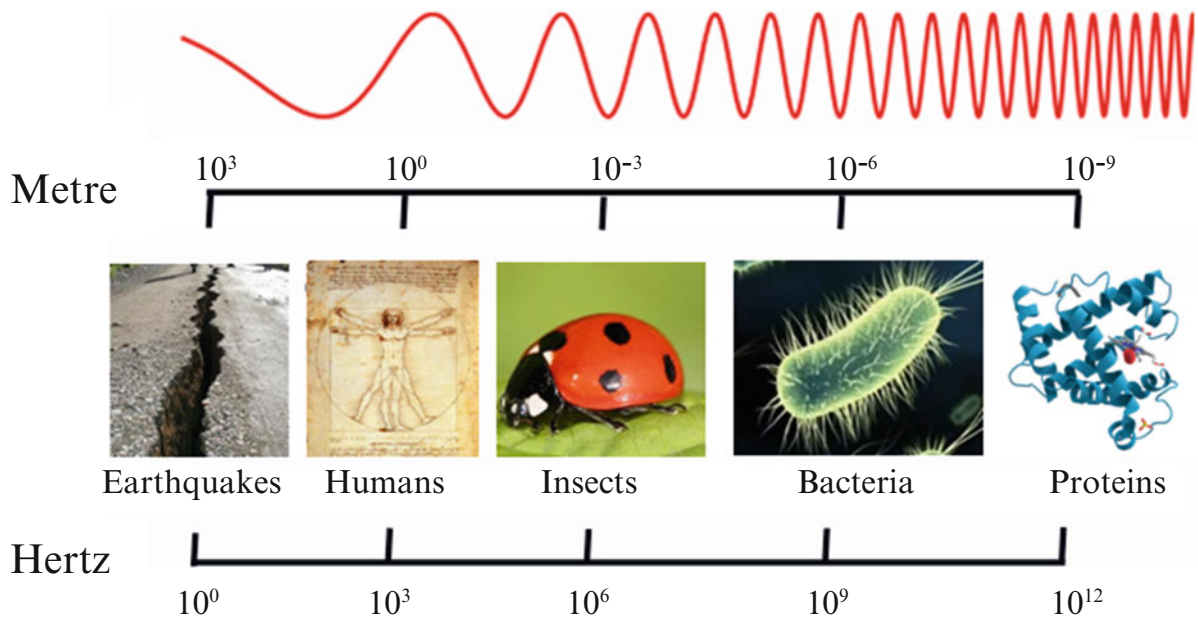 10³ 10⁰ 10⁻³ 10⁻⁶ 10⁻⁹
Metre
Earthquakes Humans Insects Bacteria Proteins
Hertz
10⁰ 10³ 10⁶ 10⁹ 10¹²